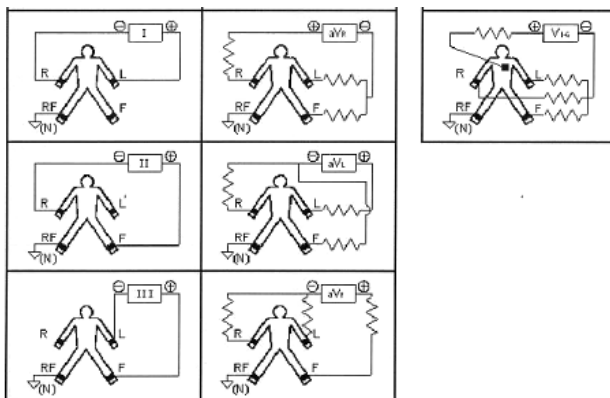 ⊖ I ⊕
R L
RF F
(N)
⊕ aVR ⊖
R L
RF F
(N)
⊕ V1-6 ⊖
R L
RF F
(N)
⊖ II ⊕
R L'
RF F
(N)
⊖ aVL ⊕
R L
RF F
(N)
⊖ III ⊕
R L
RF F
(N)
⊖ aVF ⊕
R L
RF F
(N)